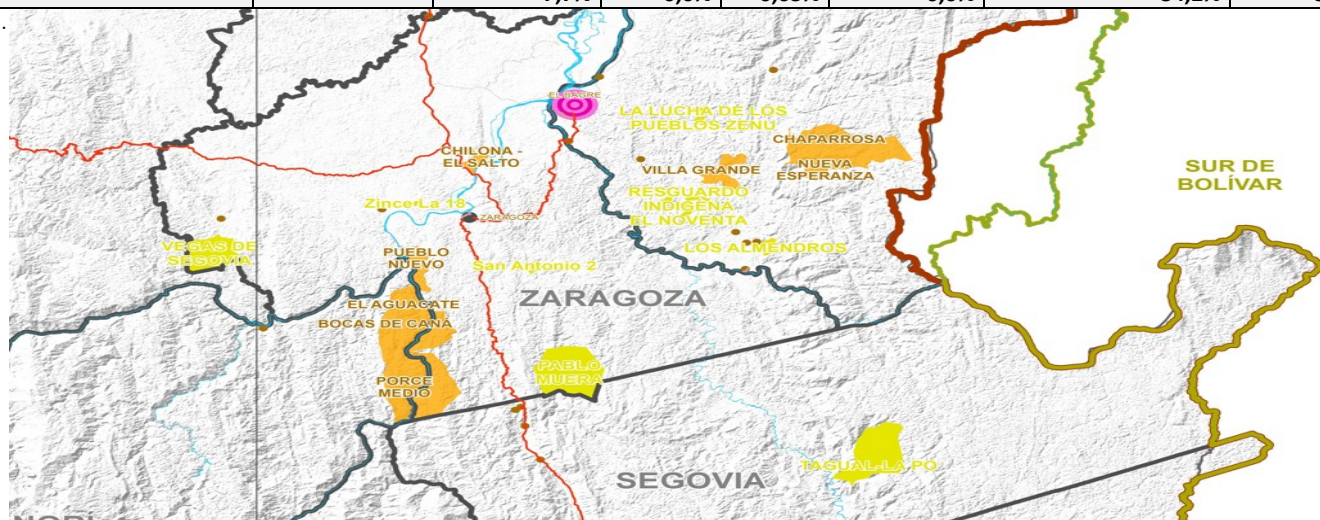 EL BAGRE
LA LUCHA DE LOS
PUEBLOS ZENÚ
CHAPARROSA
CHILONA -
EL SALTO
VILLA GRANDE
NUEVA
ESPERANZA
SUR DE
BOLÍVAR
RESGUARDO
INDIGENA
EL NOVENTA
Zince-La 18
ZARAGOZA
VEGAS DE
SEGOVIA
PUEBLO
NUEVO
LOS ALMENDROS
San Antonio 2
ZARAGOZA
EL AGUACATE
BOCAS DE CANÁ
PABLO
MUERA
PORCE
MEDIO
TAGUAL-LA PO
SEGOVIA